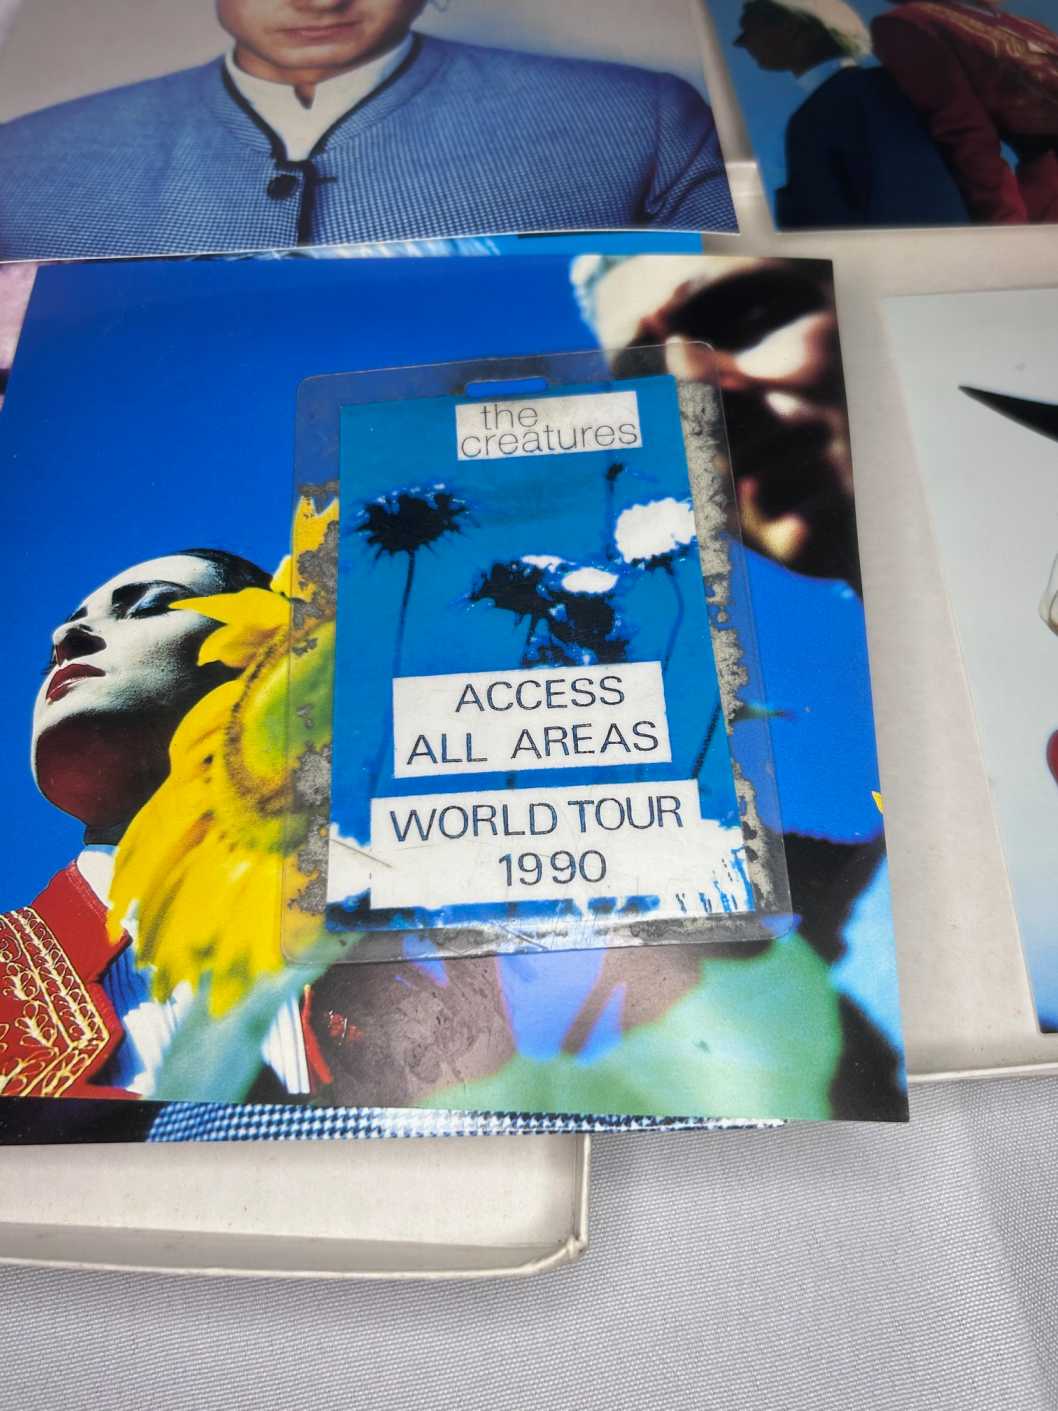 the
creatures
ACCESS
ALL AREAS
WORLD TOUR
1990